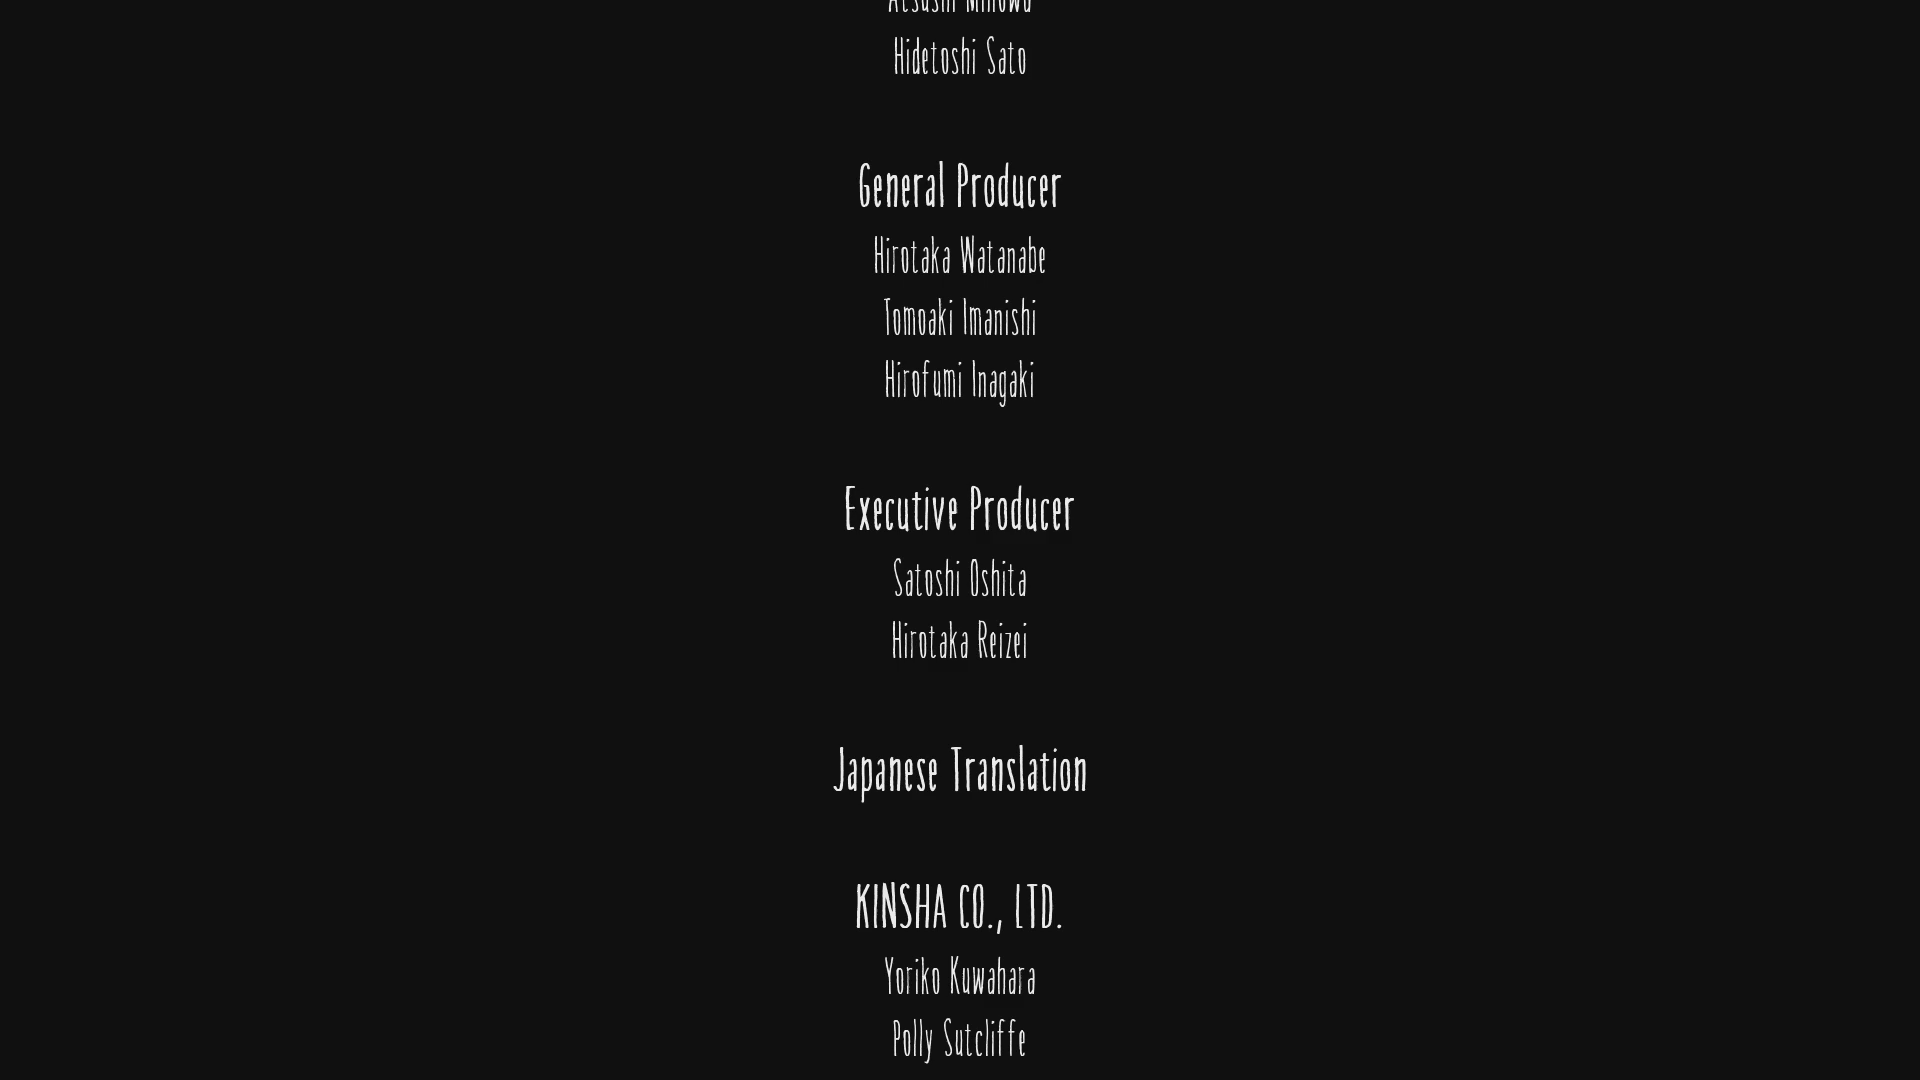 Hidetoshi Sato
General Producer
Hirotaka Watanabe
Tomoaki Imanishi
Hirofumi Inagaki
Executive Producer
Satoshi Oshita
Hirotaka Reizei
Japanese Translation
KINSHA CO., LTD.
Yoriko Kuwahara
Polly Sutcliffe